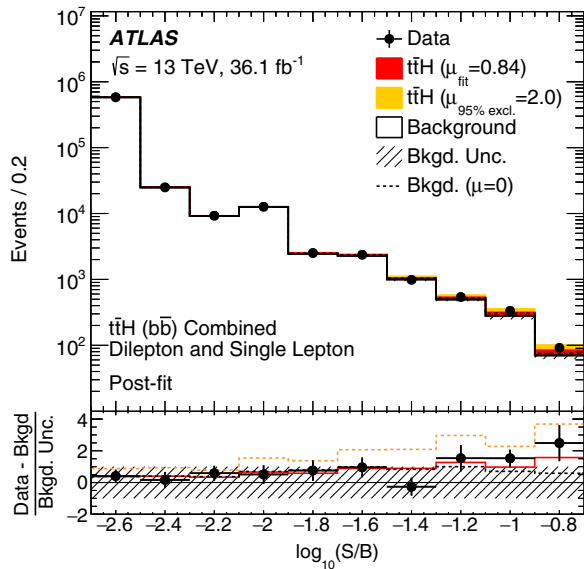 ATLAS
√s = 13 TeV, 36.1 fb⁻¹
Data
tt̄H (μ_fit=0.84)
tt̄H (μ_95% excl.=2.0)
Background
Bkgd. Unc.
Bkgd. (μ=0)
tt̄H (bb̄) Combined
Dilepton and Single Lepton
Post-fit
Events / 0.2
10⁶
10⁵
10⁴
10³
10²
Data - Bkgd
Bkgd. Unc.
4
2
0
−2
−2.6 −2.4 −2.2 −2 −1.8 −1.6 −1.4 −1.2 −1 −0.8
log₁₀(S/B)